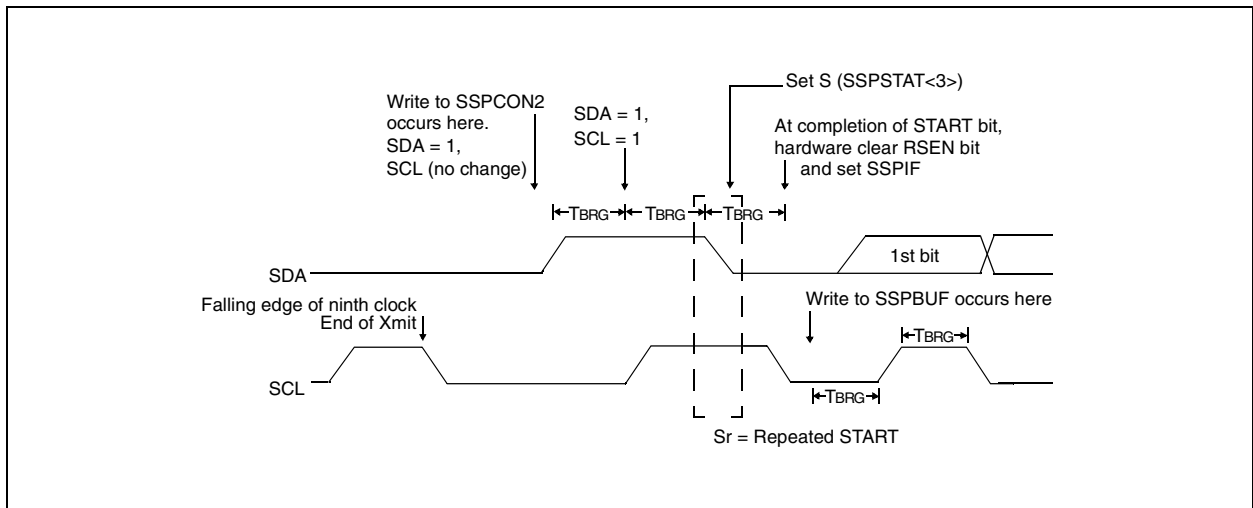 Set S (SSPSTAT<3>)
Write to SSPCON2
occurs here.
SDA = 1,
SCL (no change)
SDA = 1,
SCL = 1
At completion of START bit,
hardware clear RSEN bit
and set SSPIF
TBRG
TBRG
TBRG
SDA
1st bit
Falling edge of ninth clock
End of Xmit
Write to SSPBUF occurs here
TBRG
SCL
TBRG
Sr = Repeated START